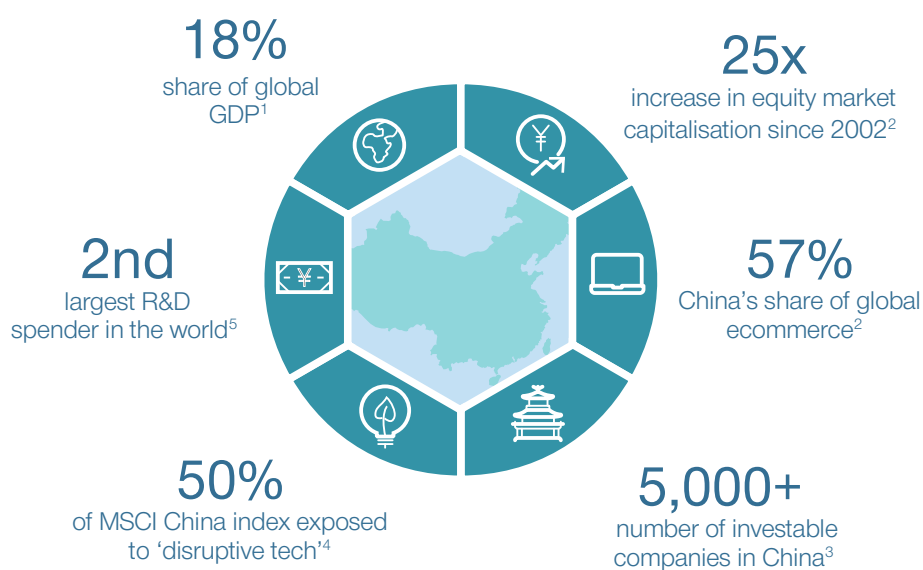 18%
share of global
GDP¹
25x
increase in equity market
capitalisation since 2002²
2nd
largest R&D
spender in the world⁵
57%
China's share of global
ecommerce²
50%
of MSCI China index exposed
to ‘disruptive tech’⁴
5,000+
number of investable
companies in China³
¥
¥